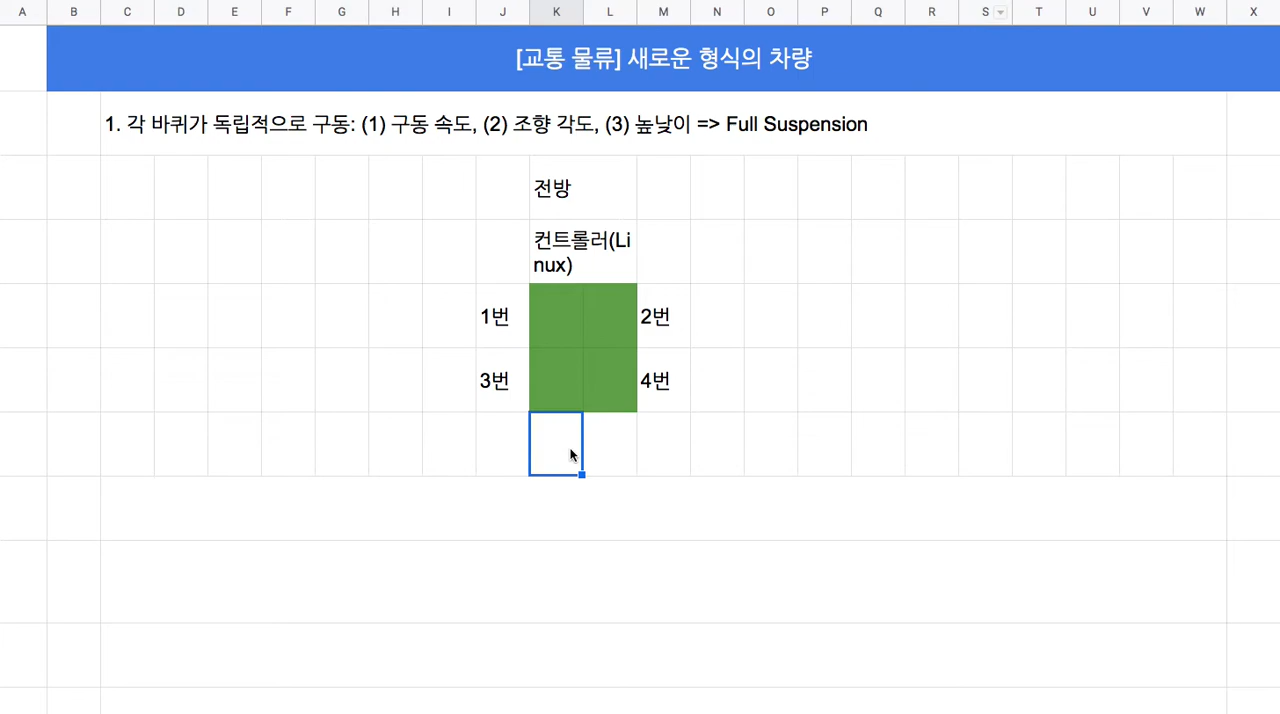 A B C D E F G H I J K L M N O P Q R S T U V W X
[교통 물류] 새로운 형식의 차량
1. 각 바퀴가 독립적으로 구동: (1) 구동 속도, (2) 조향 각도, (3) 높낮이 => Full Suspension
전방
컨트롤러(Li
nux)
1번 2번
3번 4번